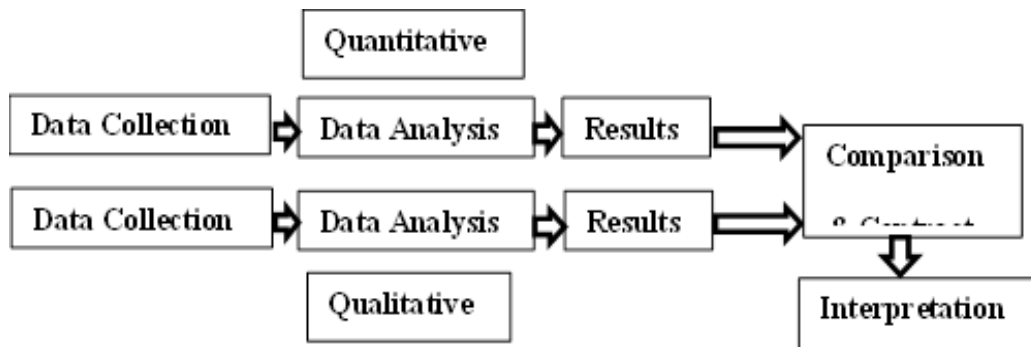 Quantitative
Data Collection
Data Analysis
Results
Comparison
Data Collection
Data Analysis
Results
Qualitative
Interpretation